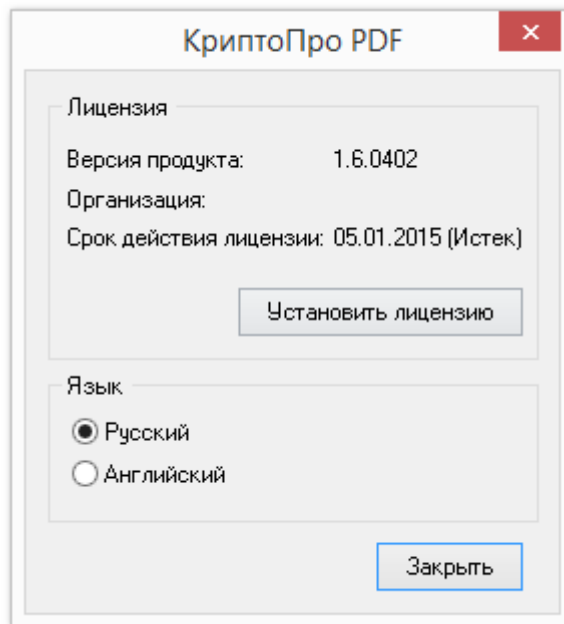 КриптоПро PDF
Лицензия
Версия продукта: 1.6.0402
Организация:
Срок действия лицензии: 05.01.2015 (Истек)
Установить лицензию
Язык
Русский
Английский
Закрыть